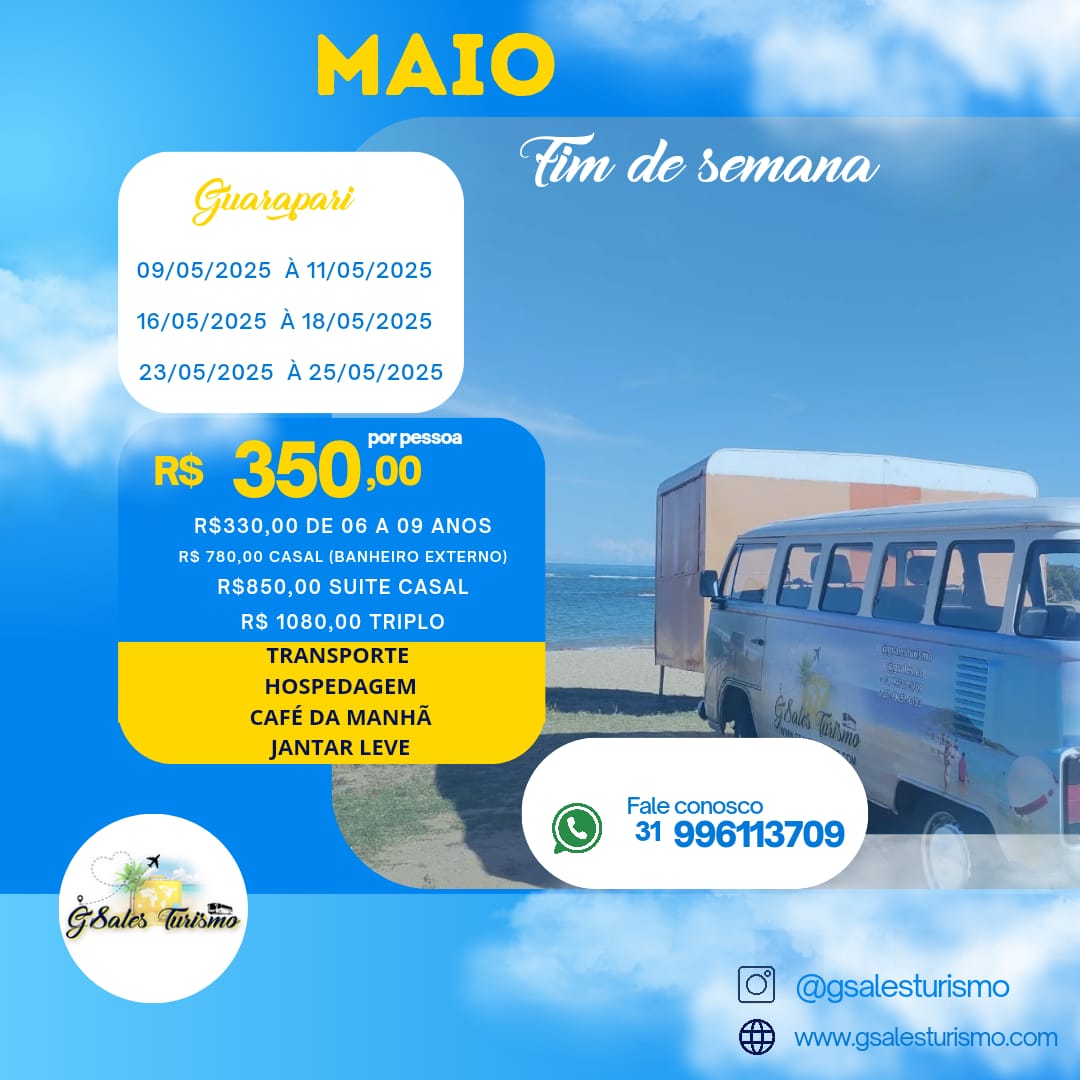 MAIO
Fim de semana
Guarapari
09/05/2025 À 11/05/2025
16/05/2025 À 18/05/2025
23/05/2025 À 25/05/2025
por pessoa
R$ 350,00
R$330,00 DE 06 A 09 ANOS
R$ 780,00 CASAL (BANHEIRO EXTERNO)
R$850,00 SUITE CASAL
R$ 1080,00 TRIPLO
TRANSPORTE
HOSPEDAGEM
CAFÉ DA MANHÃ
JANTAR LEVE
@gsalesturismo
GSales Turismo
Fale conosco
31 996113709
GSales Turismo
@gsalesturismo
www.gsalesturismo.com